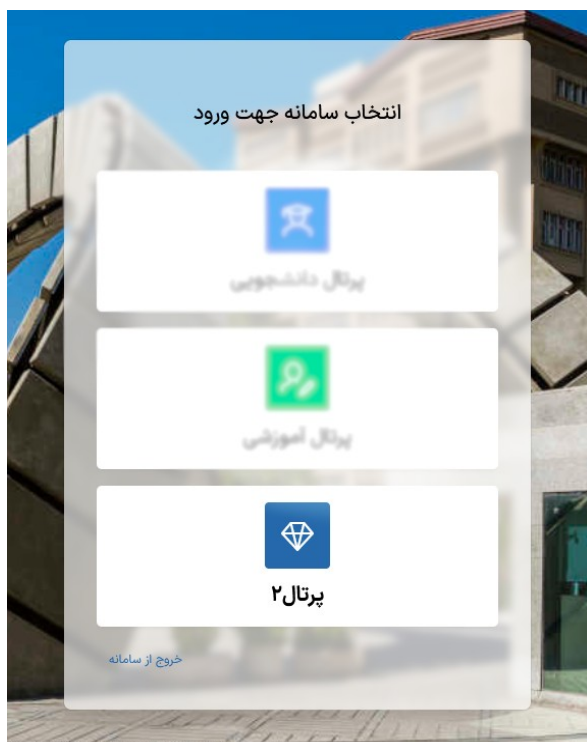 انتخاب سامانه جهت ورود
پرتال دانشجویی
پرتال آموزشی
پرتال۲
خروج از سامانه